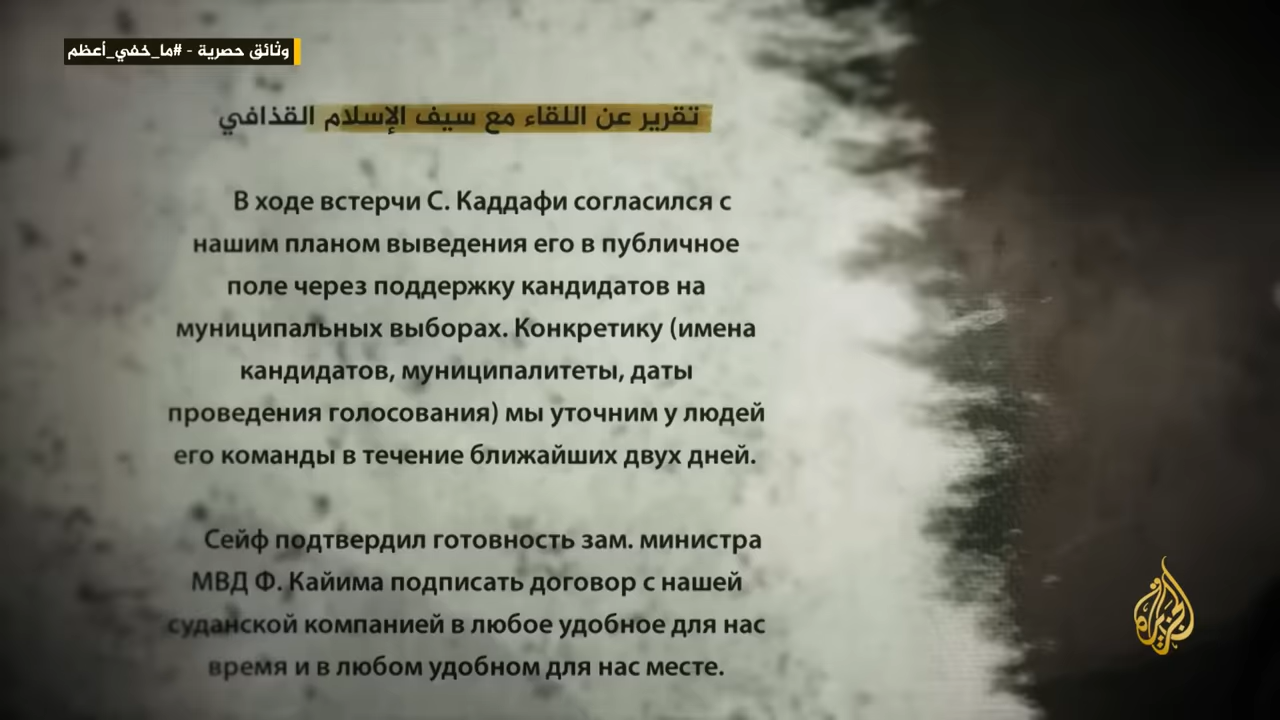 وثائق حصرية - #ما_خفي_أعظم
تقرير عن اللقاء مع سيف الإسلام القذافي
В ходе встерчи С. Каддафи согласился с
нашим планом выведения его в публичное
поле через поддержку кандидатов на
муниципальных выборах. Конкретику (имена
кандидатов, муниципалитеты, даты
проведения голосования) мы уточним у людей
его команды в течение ближайших двух дней.
Сейф подтвердил готовность зам. министра
МВД Ф. Кайима подписать договор с нашей
суданской компанией в любое удобное для нас
время и в любом удобном для нас месте.
الجزيرة